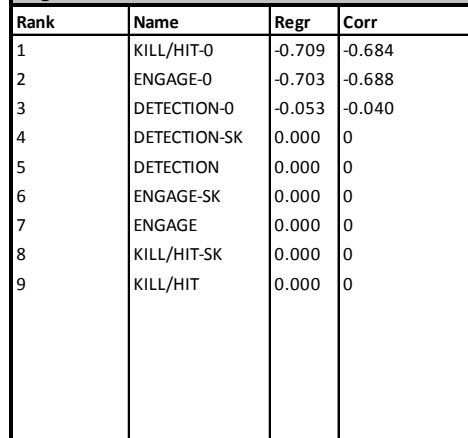 Rank Name Regr Corr
1 KILL/HIT-0 -0.709 -0.684
2 ENGAGE-0 -0.703 -0.688
3 DETECTION-0 -0.053 -0.040
4 DETECTION-SK 0.000 0
5 DETECTION 0.000 0
6 ENGAGE-SK 0.000 0
7 ENGAGE 0.000 0
8 KILL/HIT-SK 0.000 0
9 KILL/HIT 0.000 0